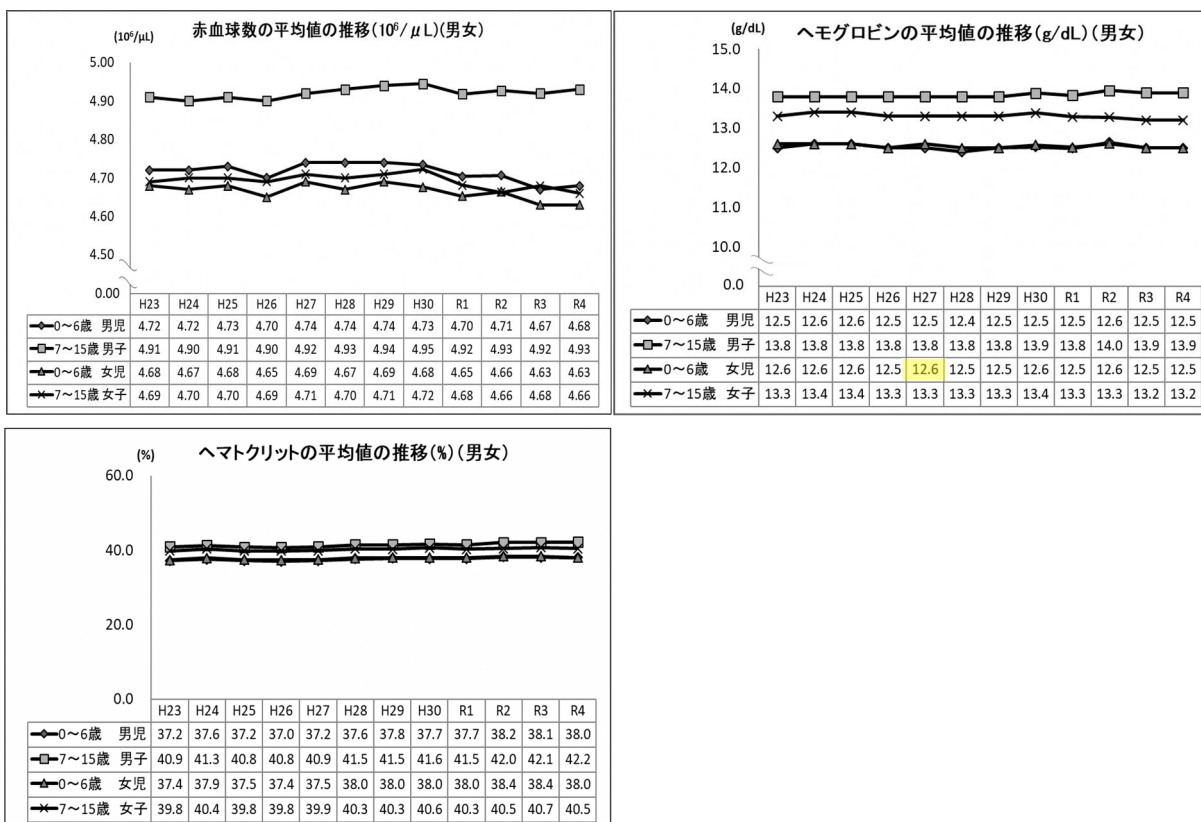 赤血球数の平均値の推移(10⁶/μL)(男女)
(10⁶/μL)
5.00
4.90
4.80
4.70
4.60
4.50
0.00
H23 H24 H25 H26 H27 H28 H29 H30 R1 R2 R3 R4
0～6歳 男児 4.72 4.72 4.73 4.70 4.74 4.74 4.74 4.73 4.70 4.71 4.67 4.68
7～15歳 男子 4.91 4.90 4.91 4.90 4.92 4.93 4.94 4.95 4.92 4.93 4.92 4.93
0～6歳 女児 4.68 4.67 4.68 4.65 4.69 4.67 4.69 4.68 4.65 4.66 4.63 4.63
7～15歳 女子 4.69 4.70 4.70 4.69 4.71 4.70 4.71 4.72 4.68 4.66 4.68 4.66
ヘモグロビンの平均値の推移(g/dL)(男女)
(g/dL)
15.0
14.0
13.0
12.0
11.0
10.0
0.0
H23 H24 H25 H26 H27 H28 H29 H30 R1 R2 R3 R4
0～6歳 男児 12.5 12.6 12.6 12.5 12.5 12.4 12.5 12.5 12.5 12.6 12.5 12.5
7～15歳 男子 13.8 13.8 13.8 13.8 13.8 13.8 13.8 13.9 13.8 14.0 13.9 13.9
0～6歳 女児 12.6 12.6 12.6 12.5 12.6 12.5 12.5 12.6 12.5 12.6 12.5 12.5
7～15歳 女子 13.3 13.4 13.4 13.3 13.3 13.3 13.3 13.4 13.3 13.3 13.2 13.2
ヘマトクリットの平均値の推移(%)(男女)
(%)
60.0
40.0
20.0
0.0
H23 H24 H25 H26 H27 H28 H29 H30 R1 R2 R3 R4
0～6歳 男児 37.2 37.6 37.2 37.0 37.2 37.6 37.8 37.7 37.7 38.2 38.1 38.0
7～15歳 男子 40.9 41.3 40.8 40.8 40.9 41.5 41.5 41.6 41.5 42.0 42.1 42.2
0～6歳 女児 37.4 37.9 37.5 37.4 37.5 38.0 38.0 38.0 38.0 38.4 38.4 38.0
7～15歳 女子 39.8 40.4 39.8 39.8 39.9 40.3 40.3 40.6 40.3 40.5 40.7 40.5